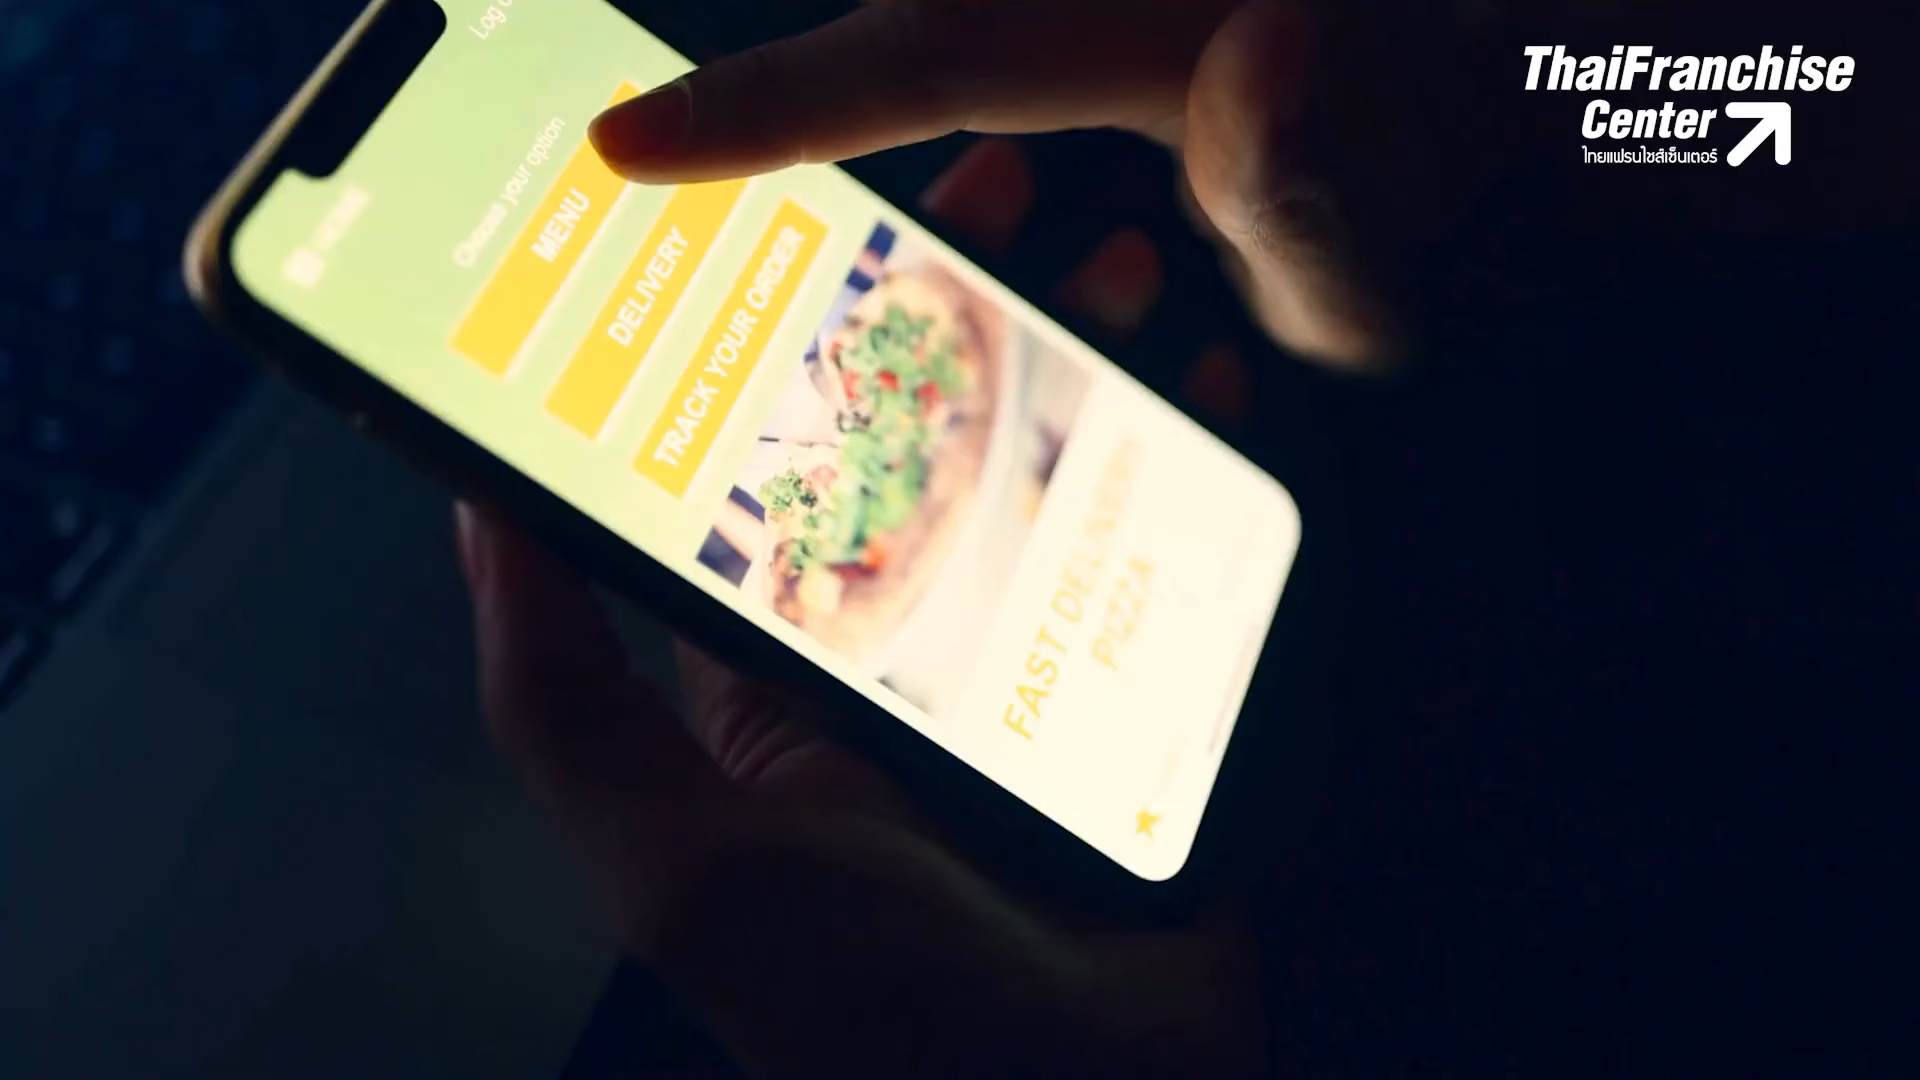 ThaiFranchise
Center
ไทยแฟรนไชส์เซ็นเตอร์
Choose your option
MENU
DELIVERY
TRACK YOUR ORDER
FAST DELIVERY
PIZZA